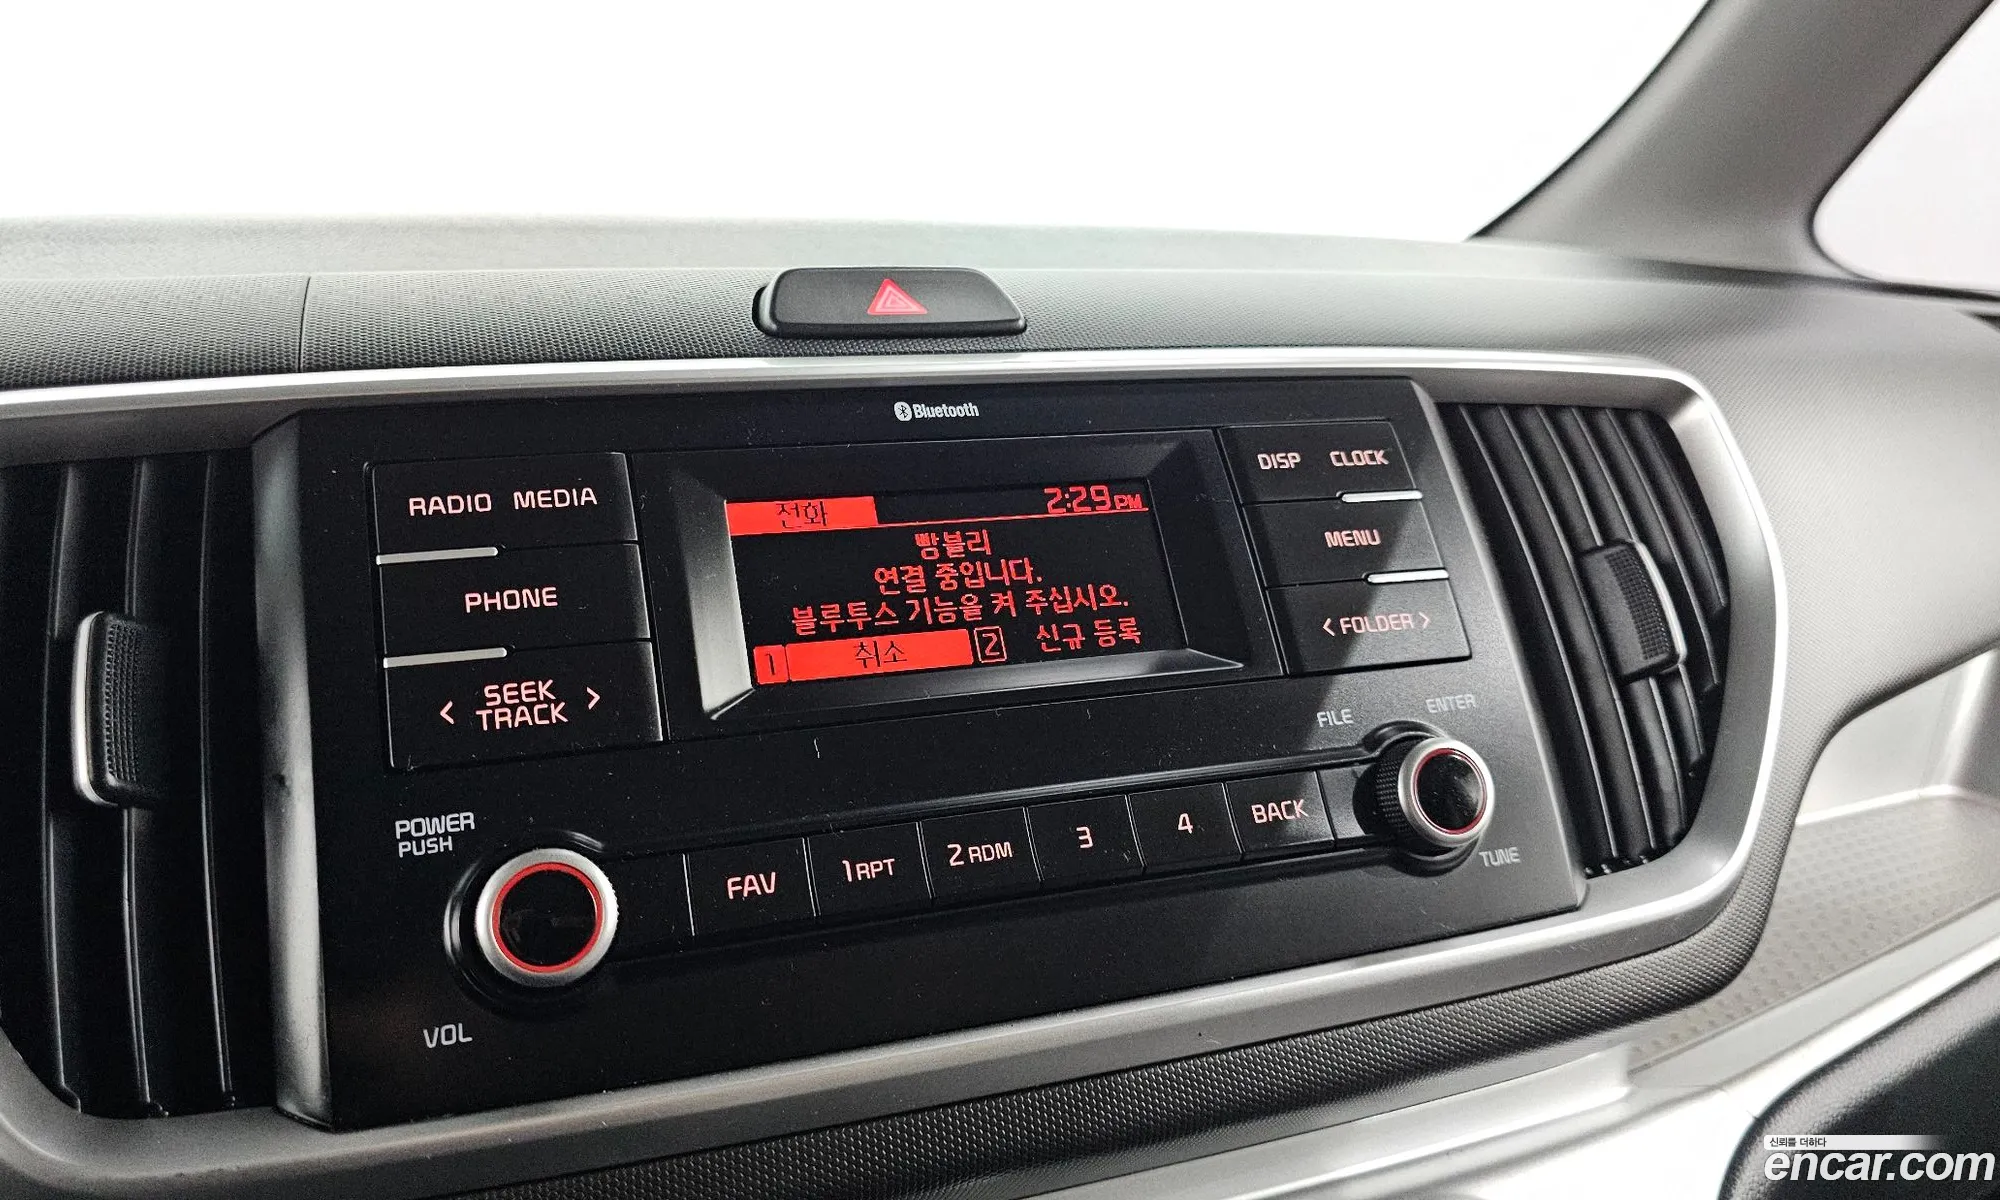 Bluetooth
RADIO MEDIA
PHONE
< SEEK TRACK >
전화 2:29 PM
빵블리
연결 중입니다.
블루투스 기능을 켜 주십시오.
1 취소 2 신규 등록
DISP CLOCK
MENU
< FOLDER >
FILE
ENTER
TUNE
POWER
PUSH
VOL
FAV 1 RPT 2 RDM 3 4 BACK
신뢰를 더하다
encar.com